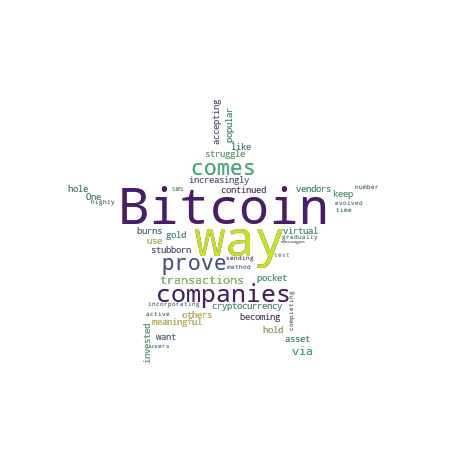 accepting
popular
like
struggle
comes
increasingly
hole
One
highly
sms
continued
vendors
keep
number
evolved
time
Bitcoin
burns
gold
use
stubborn
way
virtual
gradually
messages
text
prove
sending
method
transactions
pocket
companies
incorporating
cryptocurrency
completing
active
others
becoming
meaningful
hold
invested
want
users
asset
via